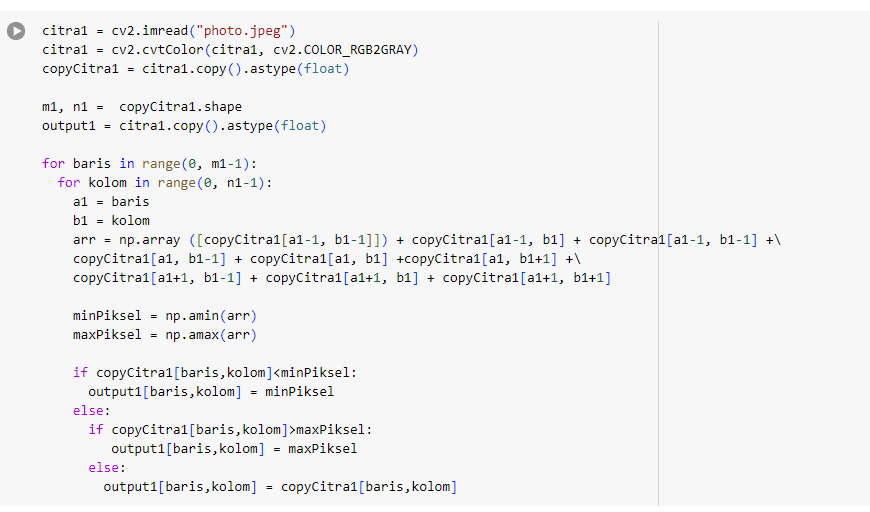 citra1 = cv2.imread("photo.jpeg")
citra1 = cv2.cvtColor(citra1, cv2.COLOR_RGB2GRAY)
copyCitra1 = citra1.copy().astype(float)

m1, n1 =  copyCitra1.shape
output1 = citra1.copy().astype(float)

for baris in range(0, m1-1):
  for kolom in range(0, n1-1):
    a1 = baris
    b1 = kolom
    arr = np.array ([copyCitra1[a1-1, b1-1]]) + copyCitra1[a1-1, b1] + copyCitra1[a1-1, b1-1] +\
    copyCitra1[a1, b1-1] + copyCitra1[a1, b1] +copyCitra1[a1, b1+1] +\
    copyCitra1[a1+1, b1-1] + copyCitra1[a1+1, b1] + copyCitra1[a1+1, b1+1]

    minPiksel = np.amin(arr)
    maxPiksel = np.amax(arr)

    if copyCitra1[baris,kolom]<minPiksel:
      output1[baris,kolom] = minPiksel
    else:
      if copyCitra1[baris,kolom]>maxPiksel:
         output1[baris,kolom] = maxPiksel
      else:
        output1[baris,kolom] = copyCitra1[baris,kolom]